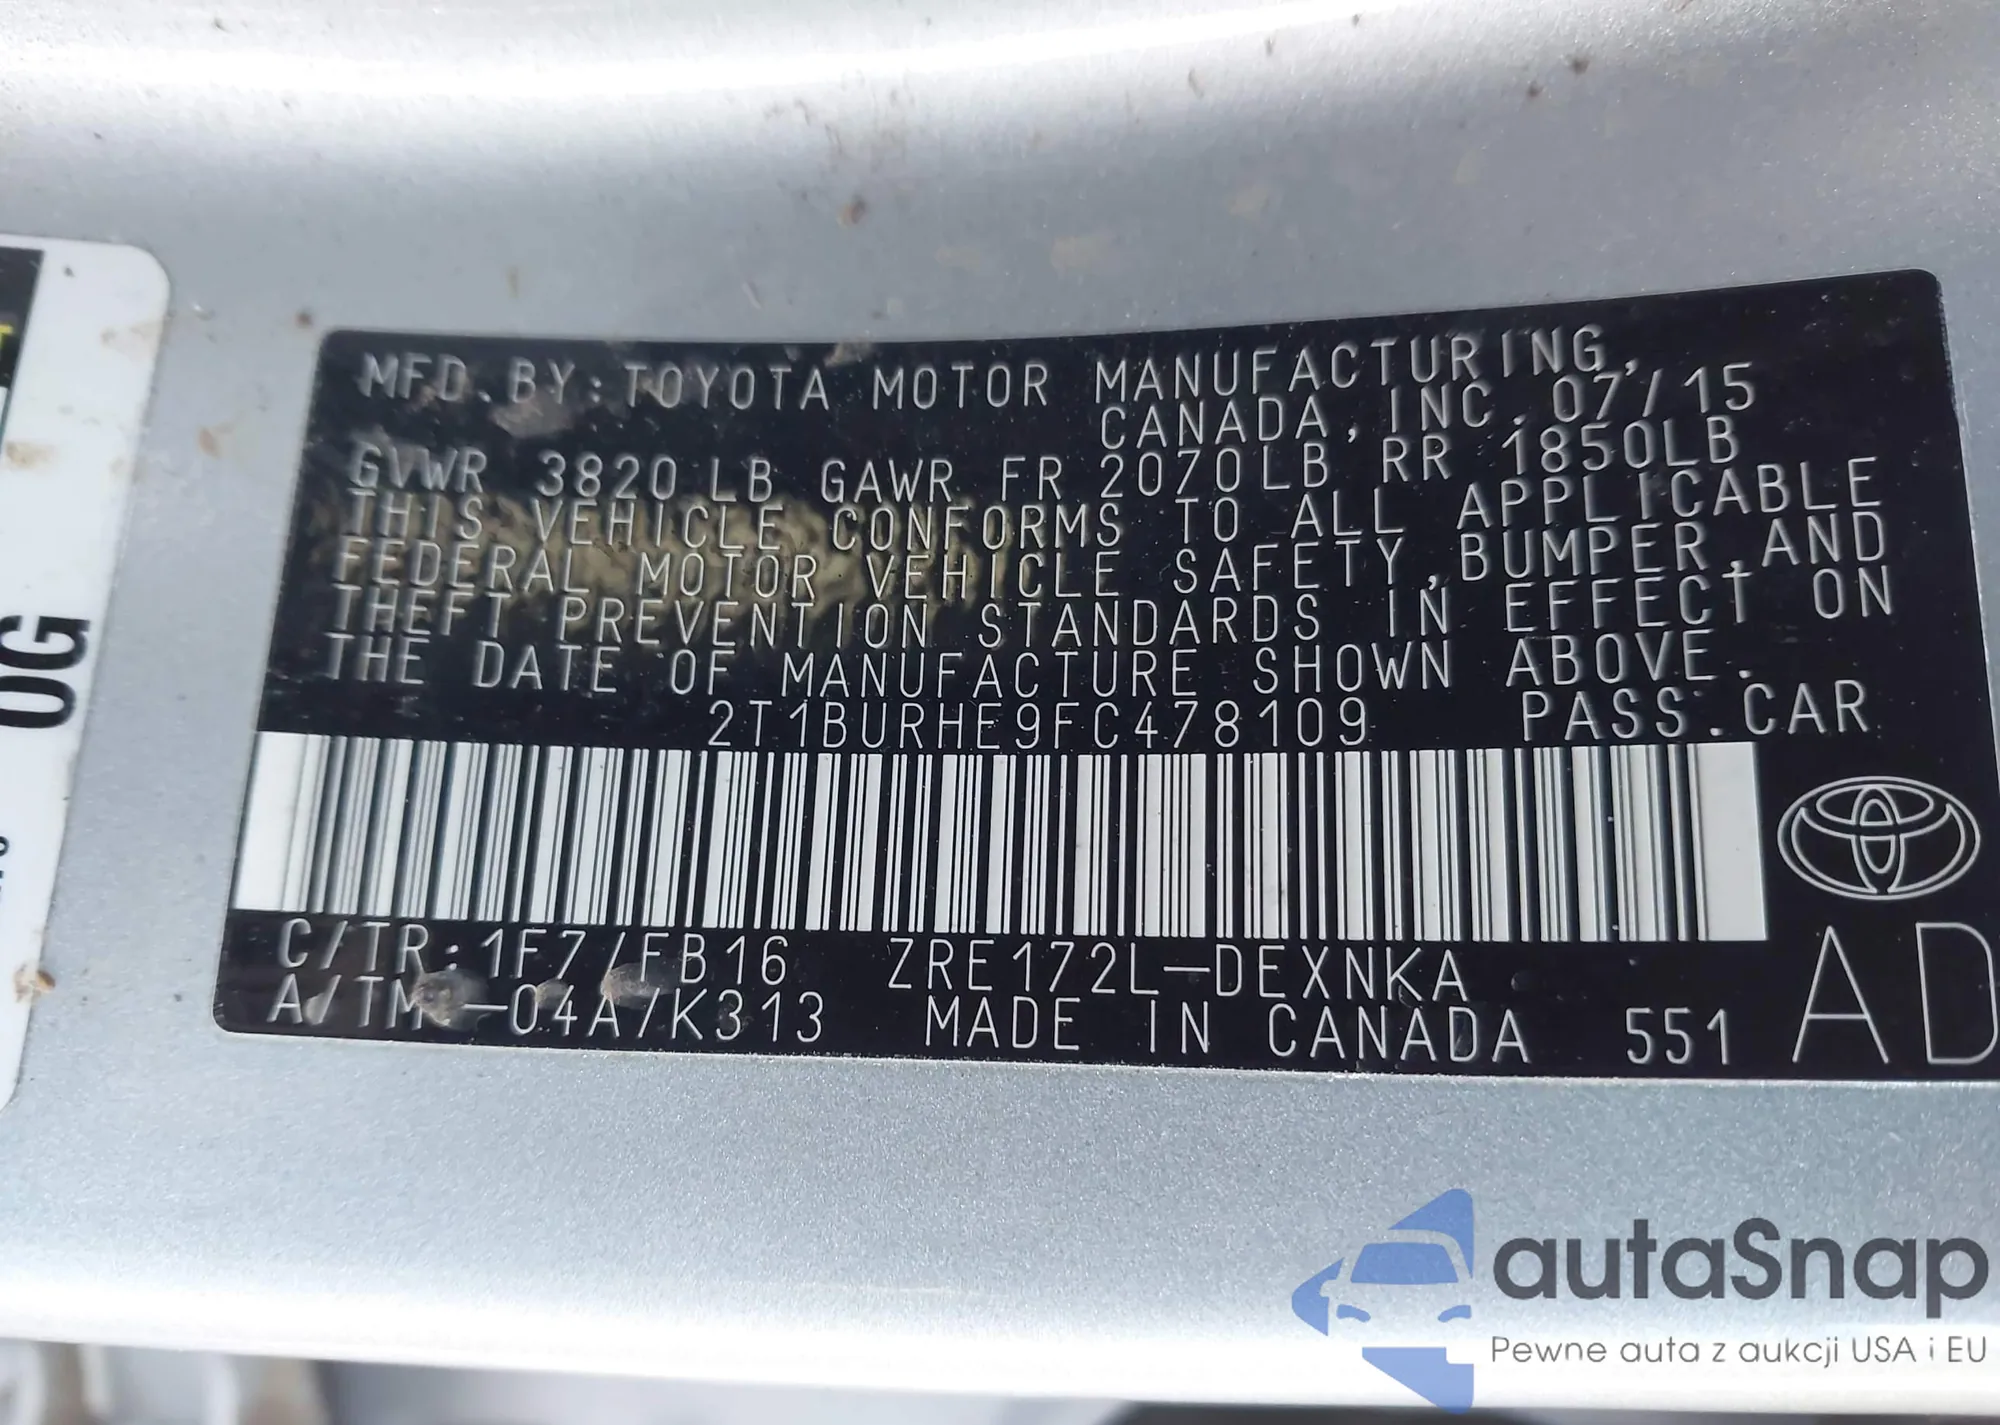 MFD. BY: TOYOTA MOTOR MANUFACTURING,
CANADA, INC. 07/15
GVWR 3820 LB GAWR FR 2070LB RR 1850LB
THIS VEHICLE CONFORMS TO ALL APPLICABLE
FEDERAL MOTOR VEHICLE SAFETY, BUMPER, AND
THEFT PREVENTION STANDARDS IN EFFECT ON
THE DATE OF MANUFACTURE SHOWN ABOVE.
2T1BURHE9FC478109 PASS. CAR
C/TR: 1F7/FB16 ZRE172L-DEXNKA
A/TM -04A/K313 MADE IN CANADA 551 AD
OG
autaSnap
Pewne auta z aukcji USA i EU